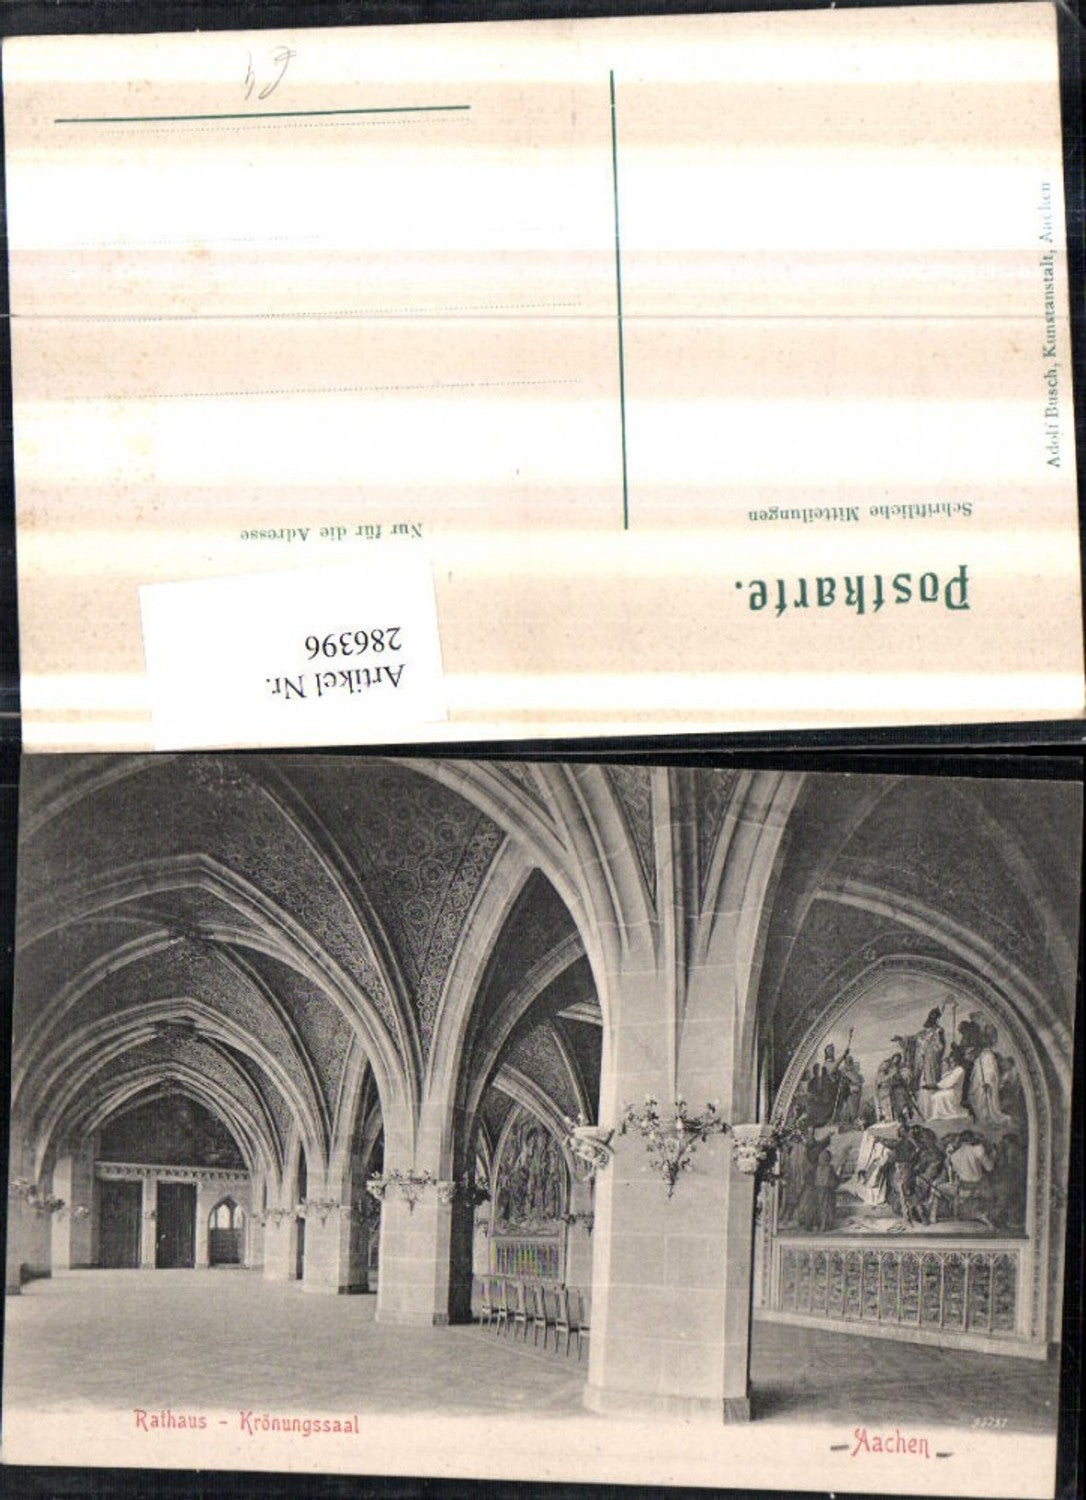 Postkarte.
Schriftliche Mitteilungen
Nur für die Adresse
Adolf Busch, Kunstanstalt, Aachen
Artikel Nr.
286396
Rathaus - Krönungssaal
- Aachen -